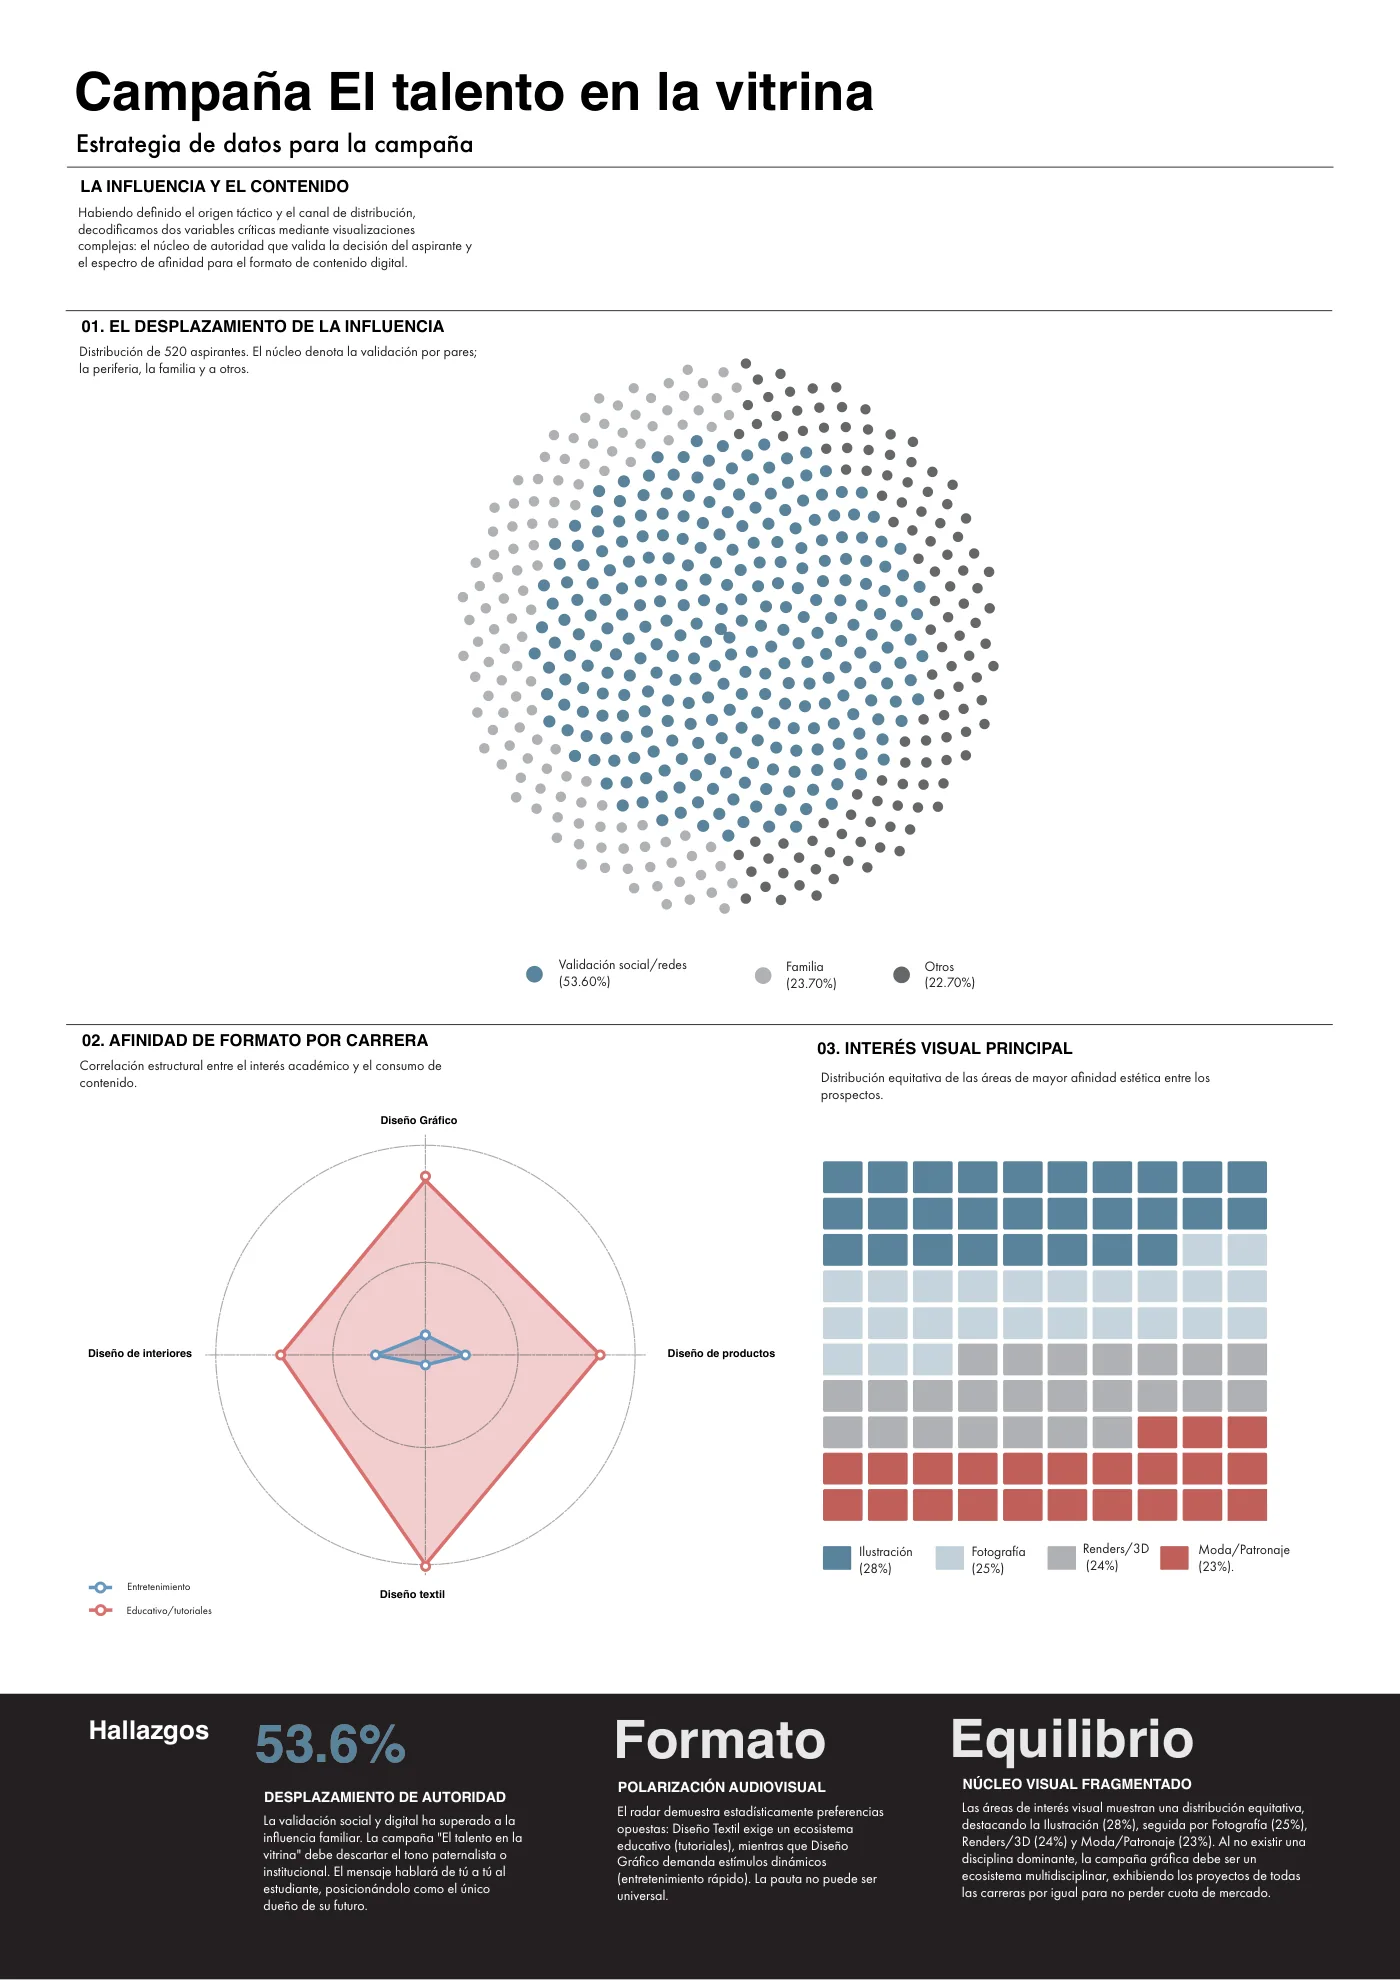 Campaña El talento en la vitrina
Estrategia de datos para la campaña
LA INFLUENCIA Y EL CONTENIDO
Habiendo definido el origen táctico y el canal de distribución,
decodificamos dos variables críticas mediante visualizaciones
complejas: el núcleo de autoridad que valida la decisión del aspirante y
el espectro de afinidad para el formato de contenido digital.
01. EL DESPLAZAMIENTO DE LA INFLUENCIA
Distribución de 520 aspirantes. El núcleo denota la validación por pares;
la periferia, la familia y a otros.
Validación social/redes
(53.60%)
Familia
(23.70%)
Otros
(22.70%)
02. AFINIDAD DE FORMATO POR CARRERA
Correlación estructural entre el interés académico y el consumo de
contenido.
Diseño Gráfico
Diseño de interiores
Diseño de productos
Diseño textil
Entretenimiento
Educativo/tutoriales
03. INTERÉS VISUAL PRINCIPAL
Distribución equitativa de las áreas de mayor afinidad estética entre los
prospectos.
Ilustración
(28%)
Fotografía
(25%)
Renders/3D
(24%)
Moda/Patronaje
(23%).
Hallazgos
53.6%
DESPLAZAMIENTO DE AUTORIDAD
La validación social y digital ha superado a la
influencia familiar. La campaña "El talento en la
vitrina" debe descartar el tono paternalista o
institucional. El mensaje hablará de tú a tú al
estudiante, posicionándolo como el único
dueño de su futuro.
Formato
POLARIZACIÓN AUDIOVISUAL
El radar demuestra estadísticamente preferencias
opuestas: Diseño Textil exige un ecosistema
educativo (tutoriales), mientras que Diseño
Gráfico demanda estímulos dinámicos
(entretenimiento rápido). La pauta no puede ser
universal.
Equilibrio
NÚCLEO VISUAL FRAGMENTADO
Las áreas de interés visual muestran una distribución equitativa,
destacando la Ilustración (28%), seguida por Fotografía (25%),
Renders/3D (24%) y Moda/Patronaje (23%). Al no existir una
disciplina dominante, la campaña gráfica debe ser un
ecosistema multidisciplinar, exhibiendo los proyectos de todas
las carreras por igual para no perder cuota de mercado.